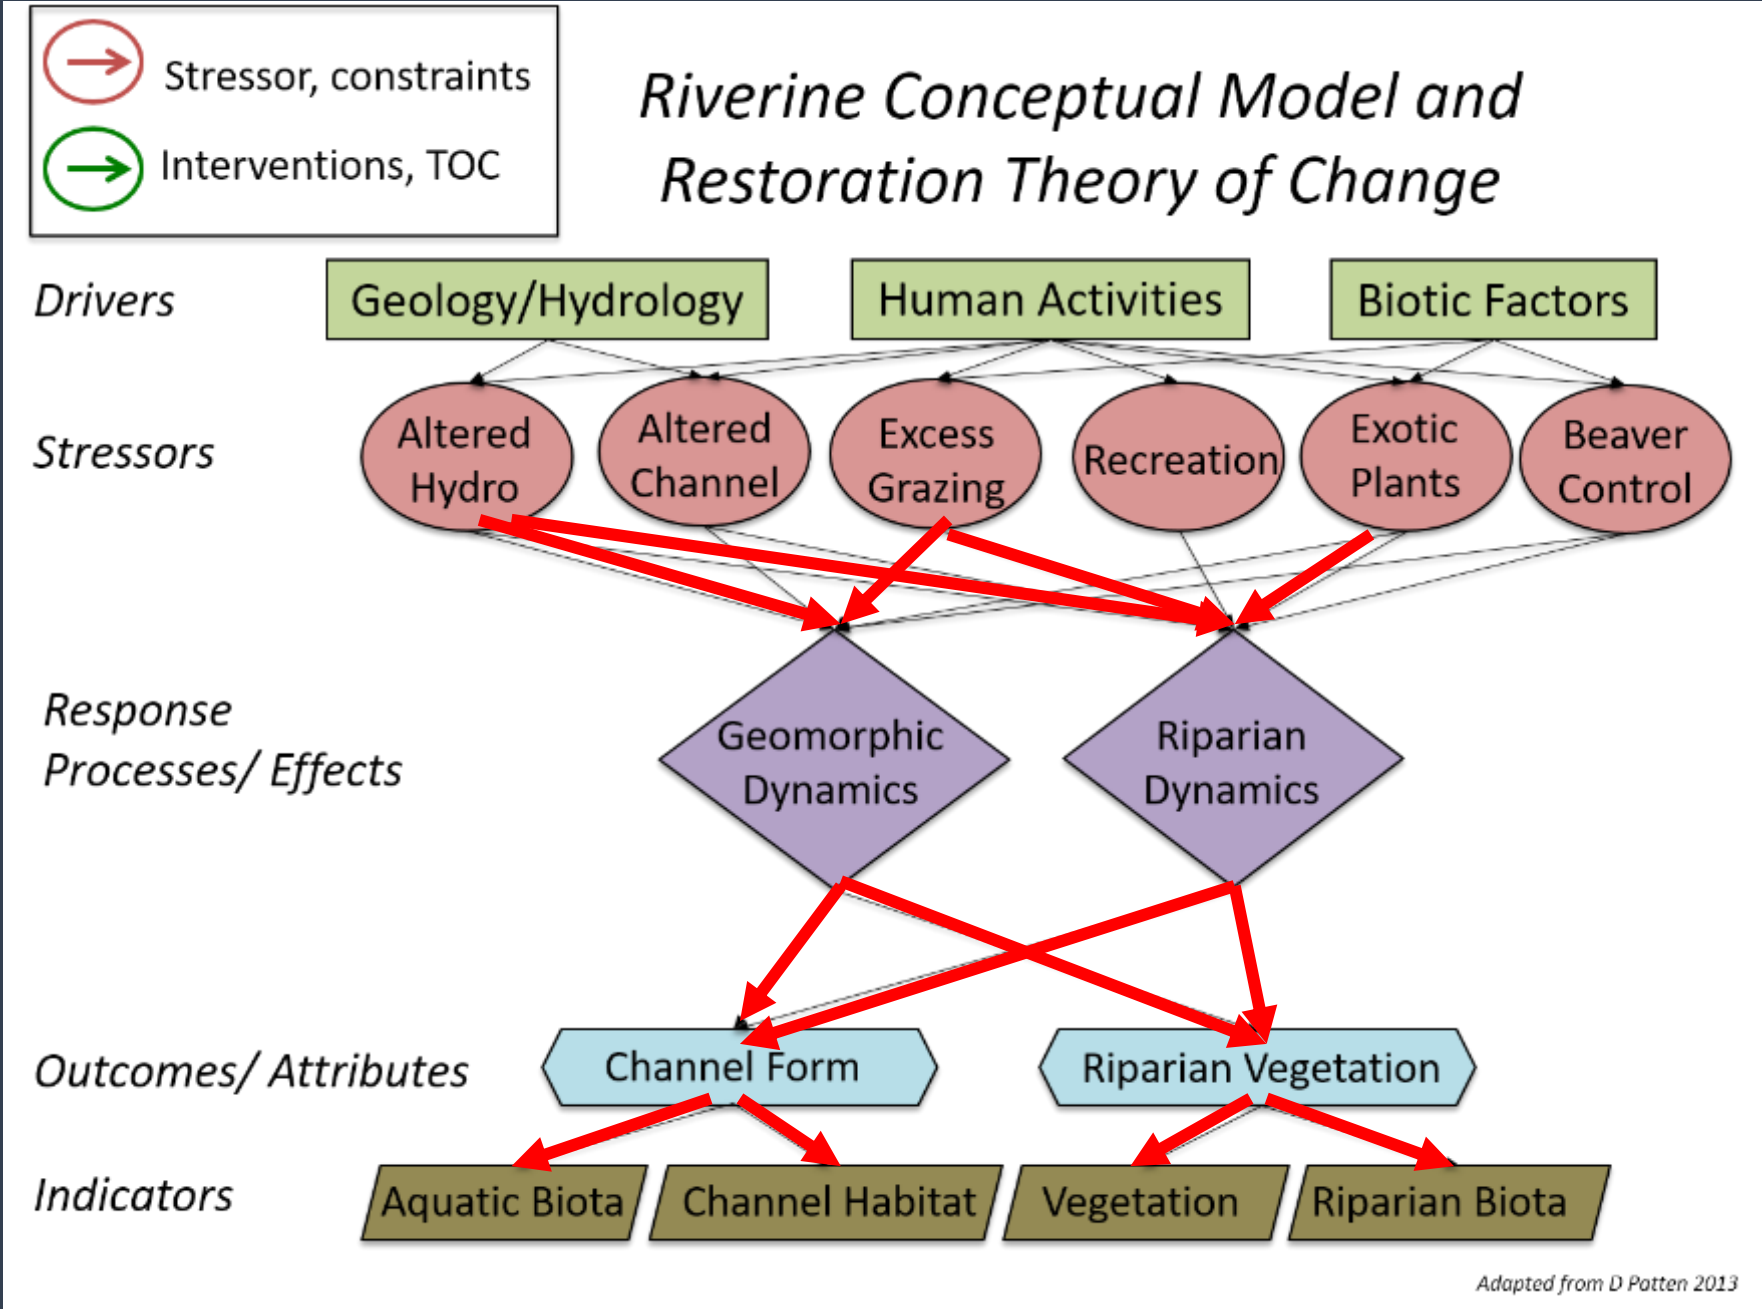 Stressor, constraints
Interventions, TOC
Riverine Conceptual Model and
Restoration Theory of Change
Drivers
Geology/Hydrology
Human Activities
Biotic Factors
Stressors
Altered
Hydro
Altered
Channel
Excess
Grazing
Recreation
Exotic
Plants
Beaver
Control
Response
Processes/ Effects
Geomorphic
Dynamics
Riparian
Dynamics
Outcomes/ Attributes
Channel Form
Riparian Vegetation
Indicators
Aquatic Biota
Channel Habitat
Vegetation
Riparian Biota
Adapted from D Patten 2013